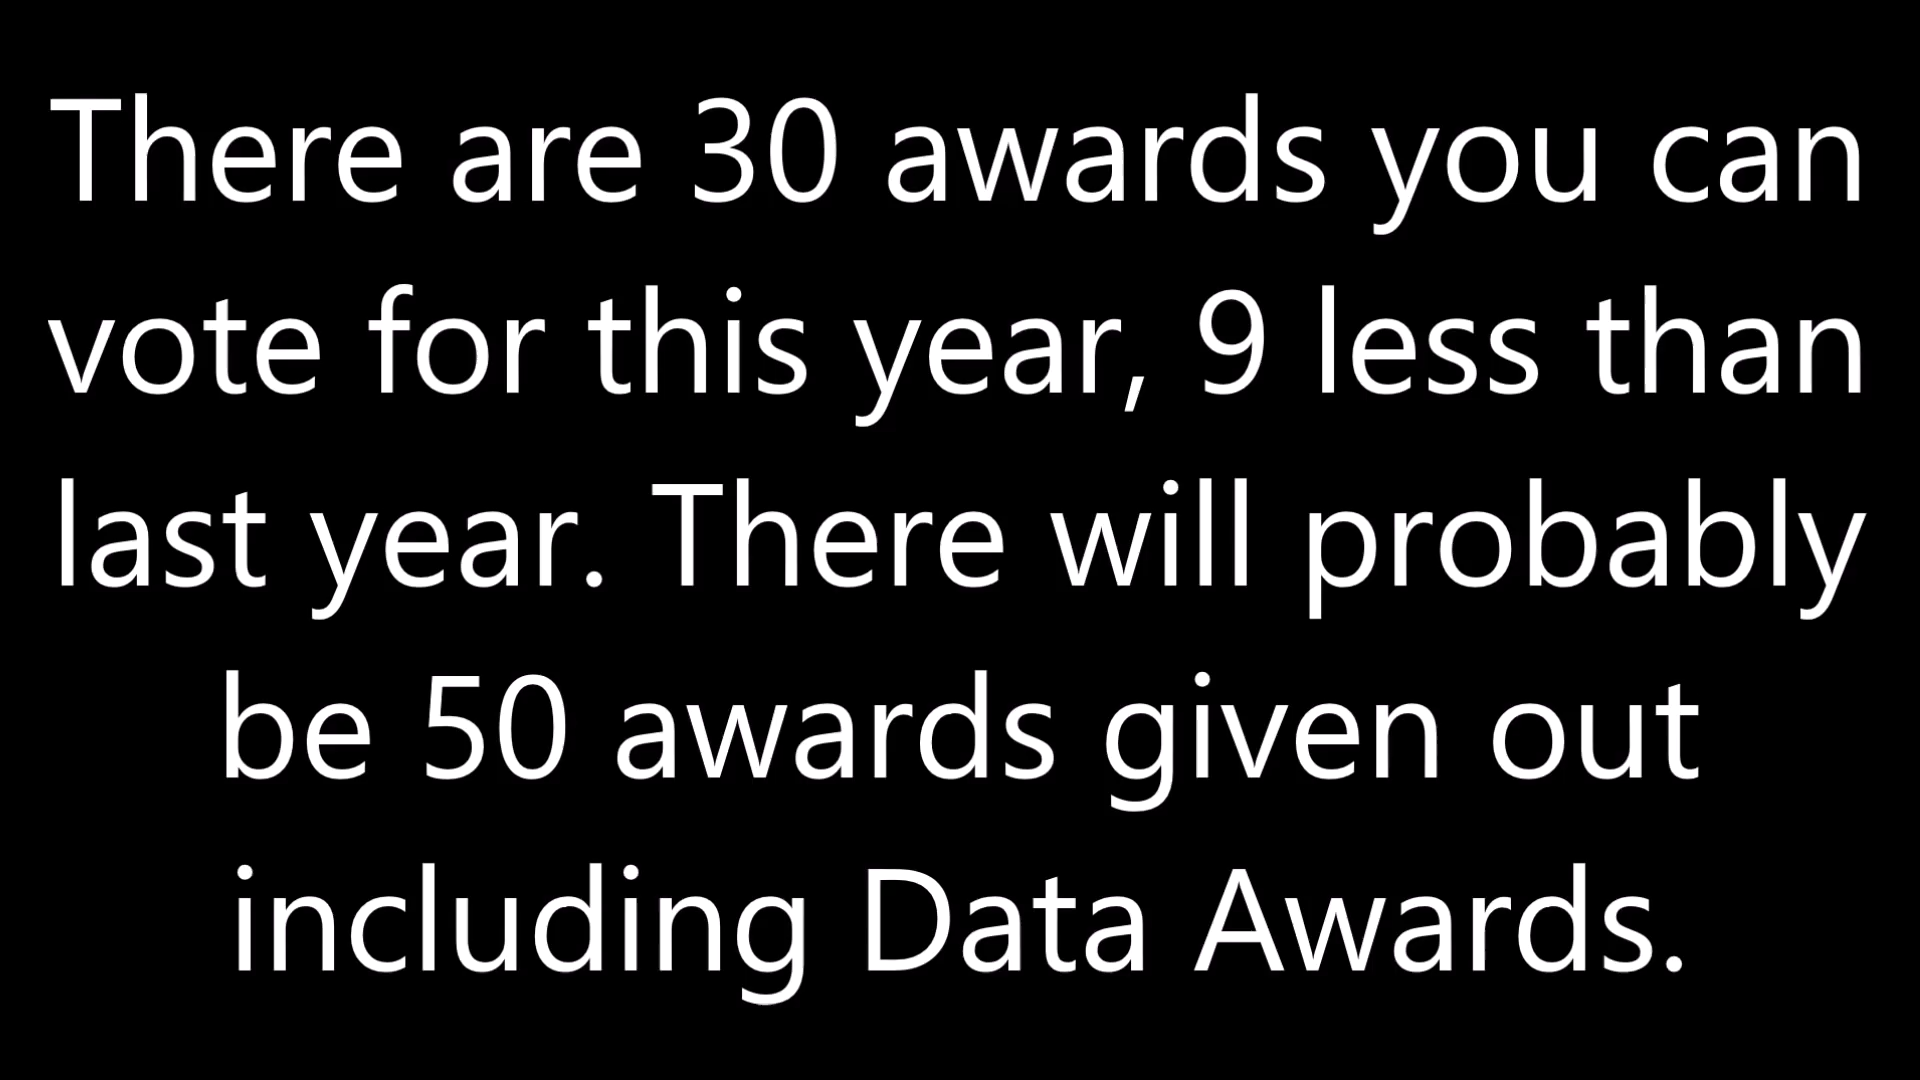 There are 30 awards you can
vote for this year, 9 less than
last year. There will probably
be 50 awards given out
including Data Awards.